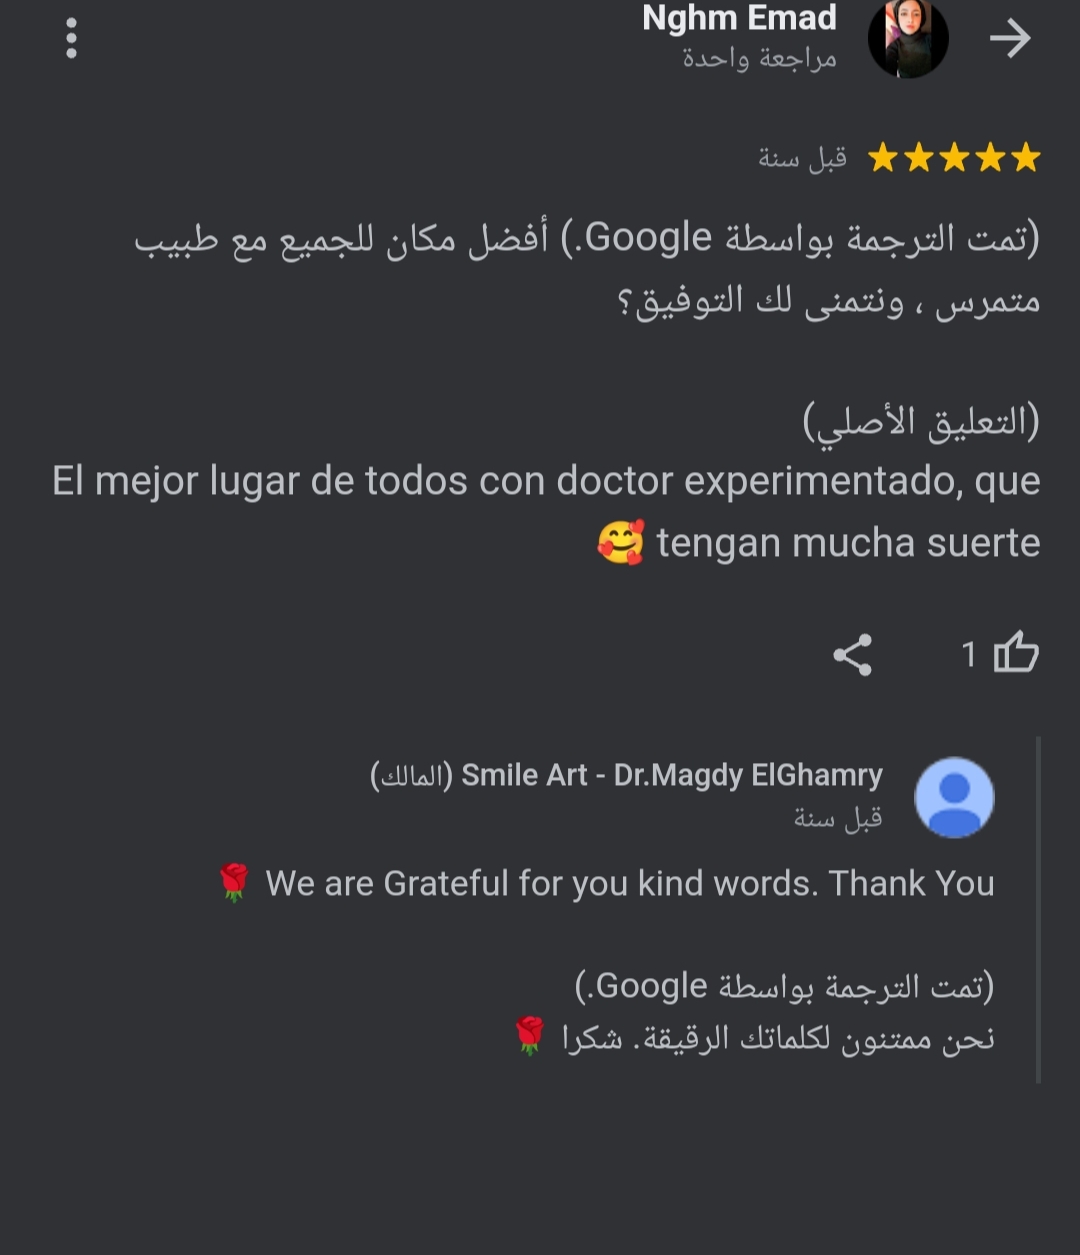 Nghm Emad
مراجعة واحدة
قبل سنة
(تمت الترجمة بواسطة Google.) أفضل مكان للجميع مع طبيب
متمرس ، ونتمنى لك التوفيق؟
(التعليق الأصلي)
El mejor lugar de todos con doctor experimentado, que
tengan mucha suerte 🥰
1
Smile Art - Dr.Magdy ElGhamry (المالك)
قبل سنة
We are Grateful for you kind words. Thank You 🌹
(تمت الترجمة بواسطة Google.)
نحن ممتنون لكلماتك الرقيقة. شكرا 🌹